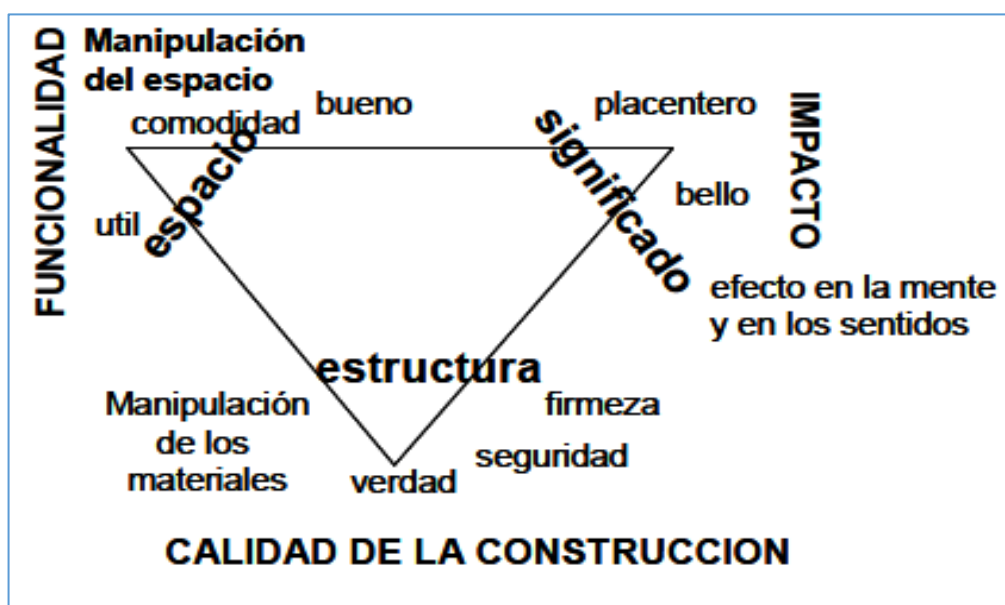 FUNCIONALIDAD
Manipulación
del espacio
comodidad
bueno
espacio
util
placentero
significado
bello
IMPACTO
efecto en la mente
y en los sentidos
estructura
Manipulación
de los
materiales
verdad
seguridad
firmeza
CALIDAD DE LA CONSTRUCCION